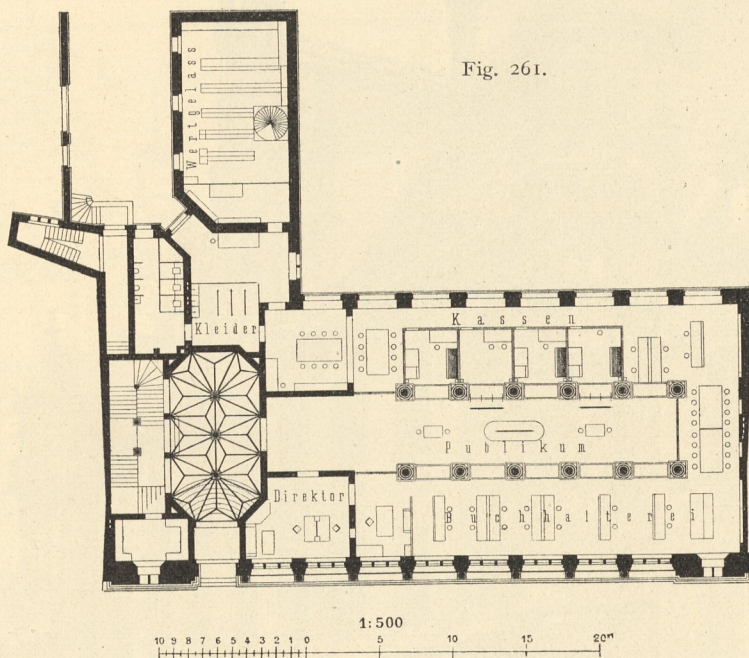 Fig. 261.
Wertgelass
Kleider
Kassen
Publikum
Direktor
Buchhalterei
1:500
10 9 8 7 6 5 4 3 2 1 0 5 10 15 20m